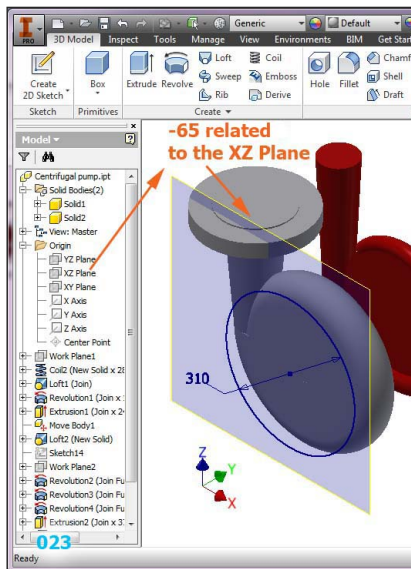 PRO
Generic
Default
3D Model Inspect Tools Manage View Environments BIM Get Star
Create
2D Sketch
Box
Extrude Revolve
Loft Coil
Sweep Emboss
Rib Derive
Hole Fillet
Chamf
Shell
Draft
Sketch Primitives Create
Model
-65 related
to the XZ Plane
Centrifugal pump.ipt
Solid Bodies(2)
Solid1
Solid2
View: Master
Origin
YZ Plane
XZ Plane
XY Plane
X Axis
Y Axis
Z Axis
Center Point
Work Plane1
Coil2 (New Solid x 28
Loft1 (Join)
Revolution1 (Join x
Extrusion1 (Join x 24
Move Body1
Loft2 (New Solid)
Sketch14
Work Plane2
Revolution2 (Join Fu
Revolution3 (Join Fu
Revolution4 (Join Fu
Extrusion2 (Join x 3
310
Z
Y
X
023
Ready